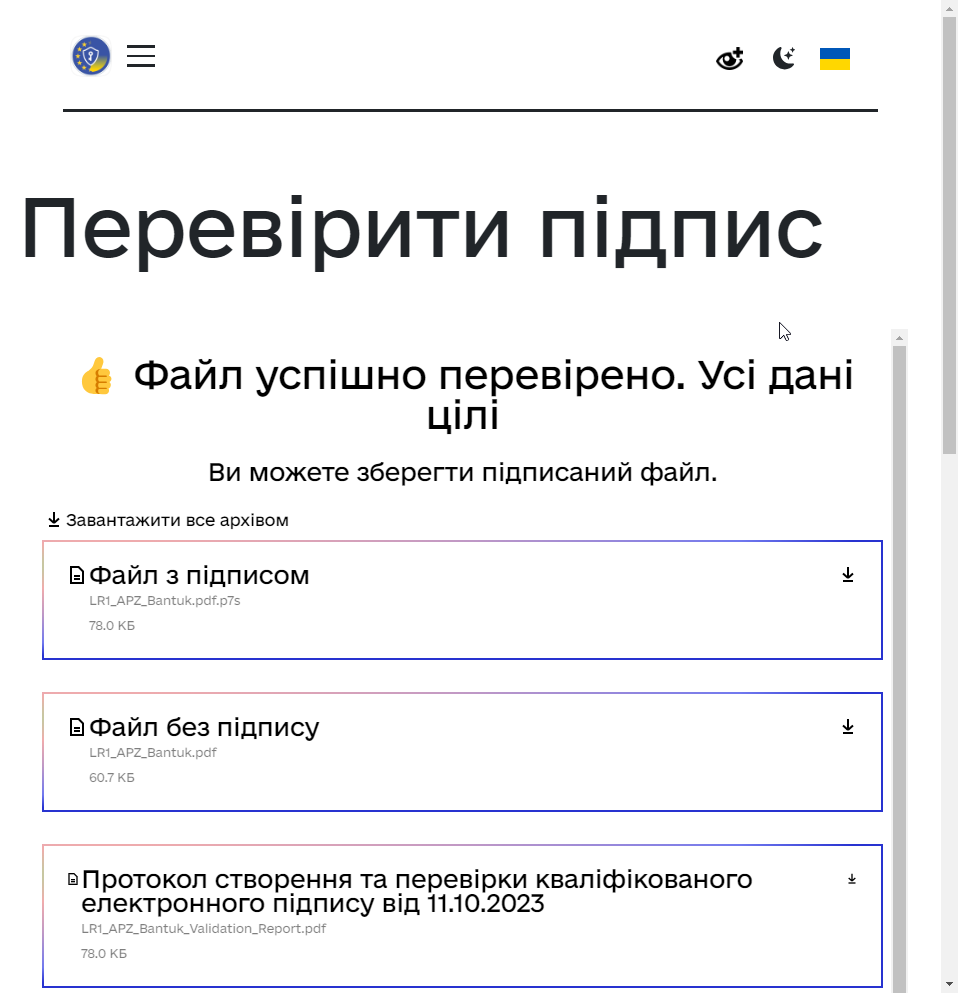 Перевірити підпис
Файл успішно перевірено. Усі дані
цілі
Ви можете зберегти підписаний файл.
Завантажити все архівом
Файл з підписом
LR1_APZ_Bantuk.pdf.p7s
78.0 КБ
Файл без підпису
LR1_APZ_Bantuk.pdf
60.7 КБ
Протокол створення та перевірки кваліфікованого
електронного підпису від 11.10.2023
LR1_APZ_Bantuk_Validation_Report.pdf
78.0 КБ